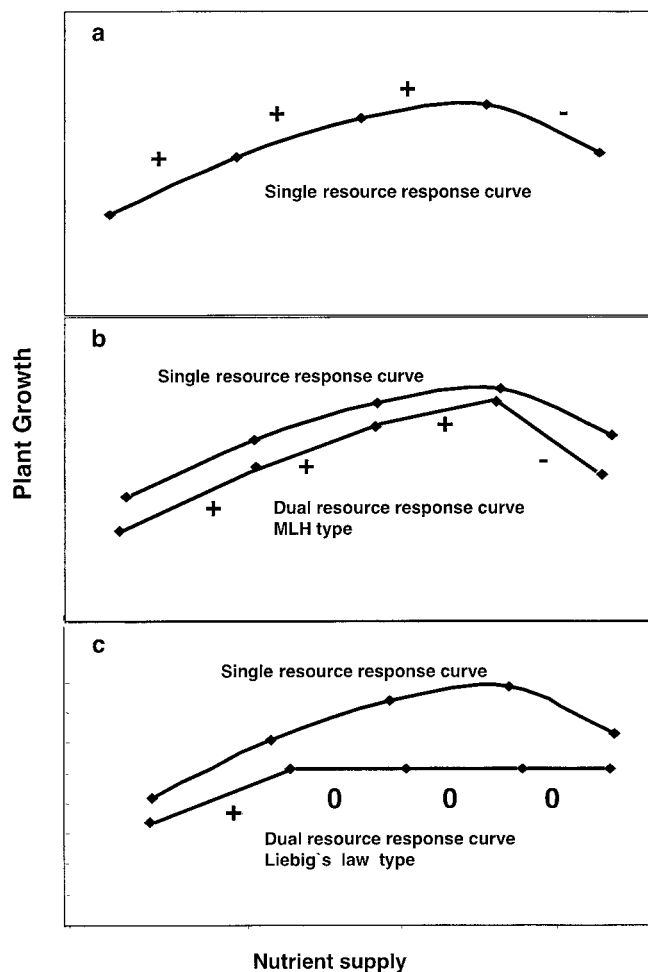 a
+
+
+
-
Single resource response curve
Plant Growth
b
Single resource response curve
+
+
+
-
Dual resource response curve
MLH type
c
Single resource response curve
+
0
0
0
Dual resource response curve
Liebig`s law type
Nutrient supply